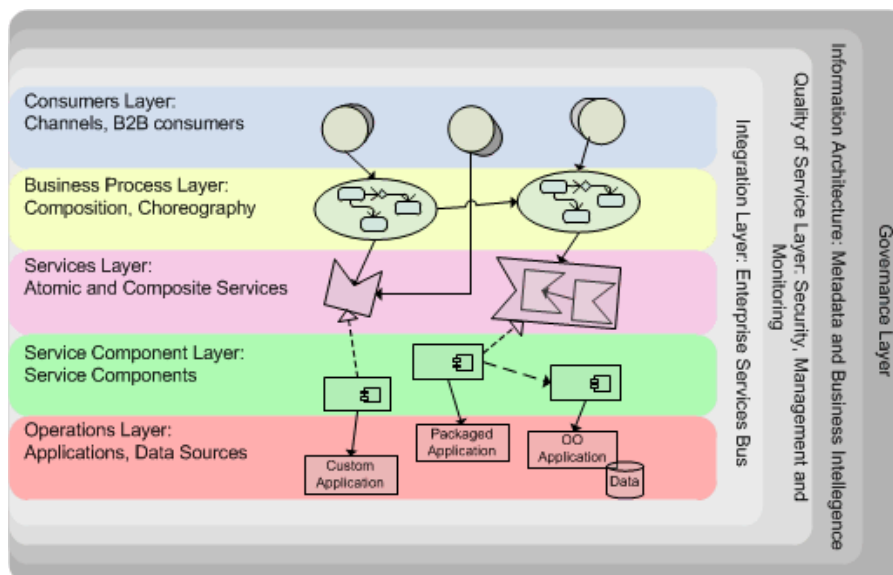 Consumers Layer:
Channels, B2B consumers
Business Process Layer:
Composition, Choreography
Services Layer:
Atomic and Composite Services
Service Component Layer:
Service Components
Operations Layer:
Applications, Data Sources
Custom
Application
Packaged
Application
OO
Application
Data
Integration Layer: Enterprise Services Bus
Quality of Service Layer: Security, Management and
Monitoring
Information Architecture: Metadata and Business Intellegence
Governance Layer